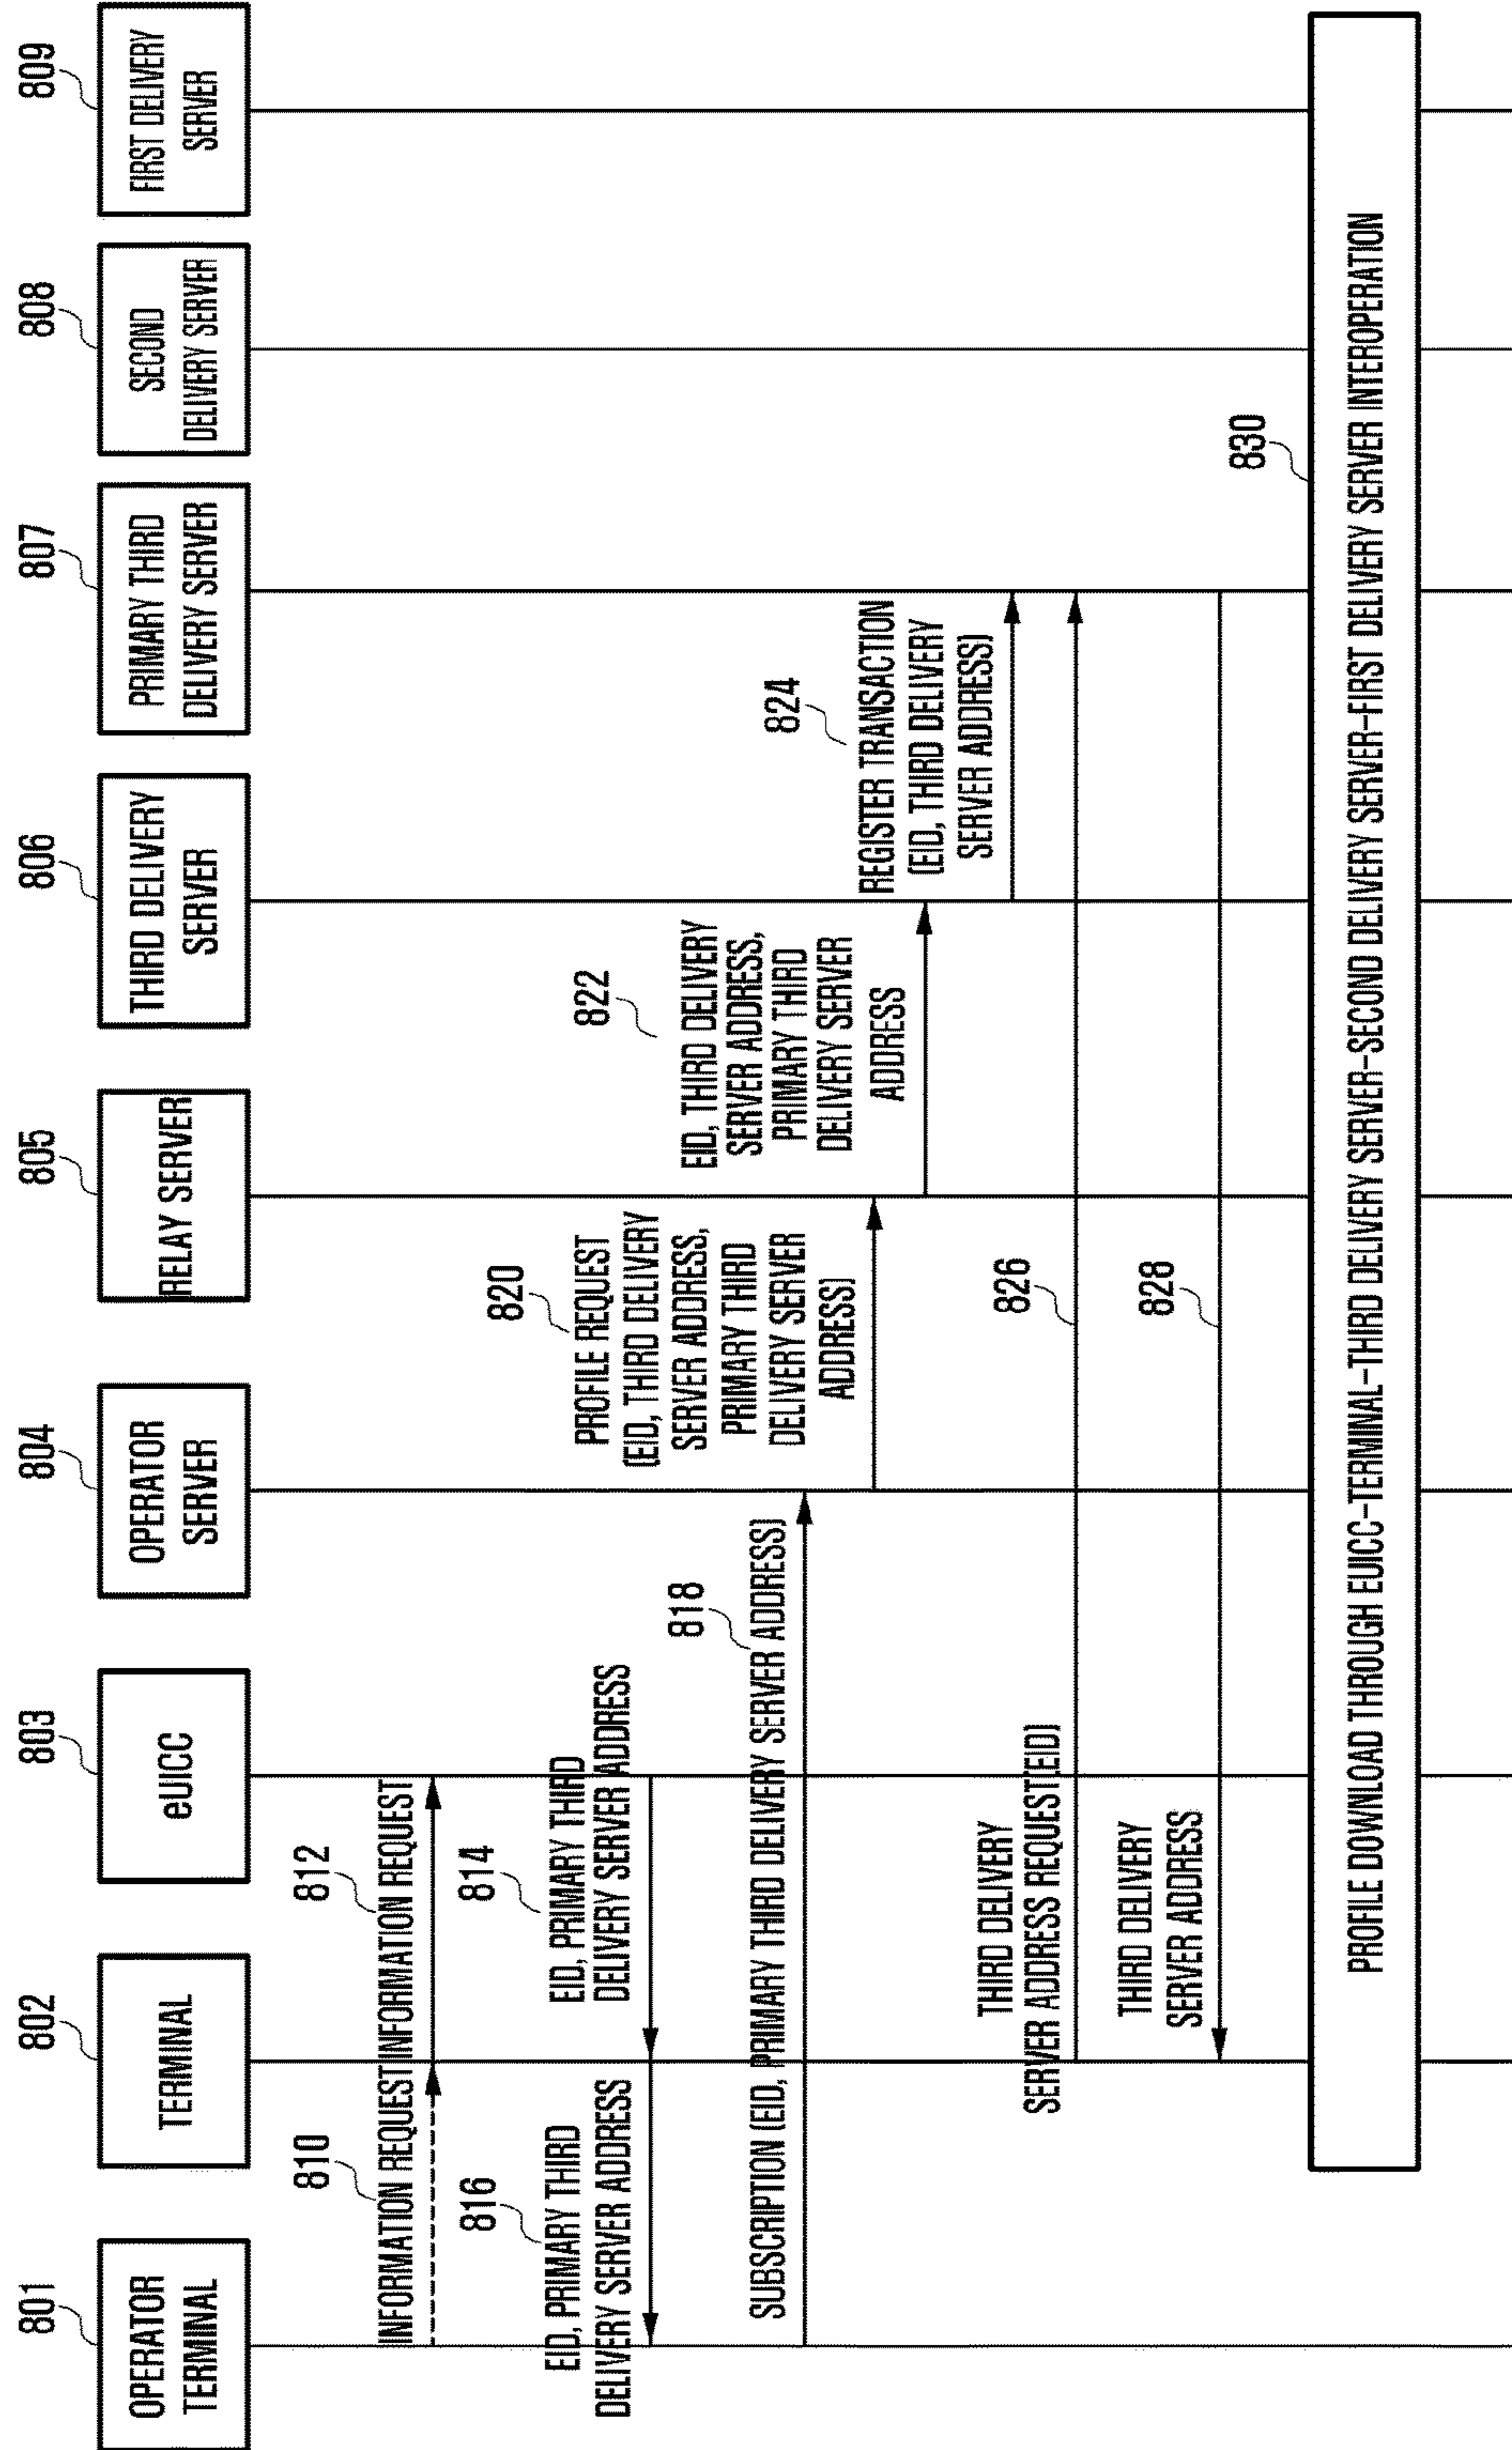 801
OPERATOR
TERMINAL
802
TERMINAL
803
eUICC
804
OPERATOR
SERVER
805
RELAY SERVER
806
THIRD DELIVERY
SERVER
807
PRIMARY THIRD
DELIVERY SERVER
808
SECOND
DELIVERY SERVER
809
FIRST DELIVERY
SERVER
810
INFORMATION REQUEST
812
INFORMATION REQUEST
814
EID, PRIMARY THIRD
DELIVERY SERVER ADDRESS
816
EID, PRIMARY THIRD
DELIVERY SERVER ADDRESS
818
SUBSCRIPTION (EID, PRIMARY THIRD DELIVERY SERVER ADDRESS)
820
PROFILE REQUEST
(EID, THIRD DELIVERY
SERVER ADDRESS,
PRIMARY THIRD
DELIVERY SERVER
ADDRESS)
822
EID, THIRD DELIVERY
SERVER ADDRESS,
PRIMARY THIRD
DELIVERY SERVER
ADDRESS
824
REGISTER TRANSACTION
(EID, THIRD DELIVERY
SERVER ADDRESS)
826
THIRD DELIVERY
SERVER ADDRESS REQUEST(EID)
828
THIRD DELIVERY
SERVER ADDRESS
830
PROFILE DOWNLOAD THROUGH EUICC-TERMINAL-THIRD DELIVERY SERVER-SECOND DELIVERY SERVER-FIRST DELIVERY SERVER INTEROPERATION